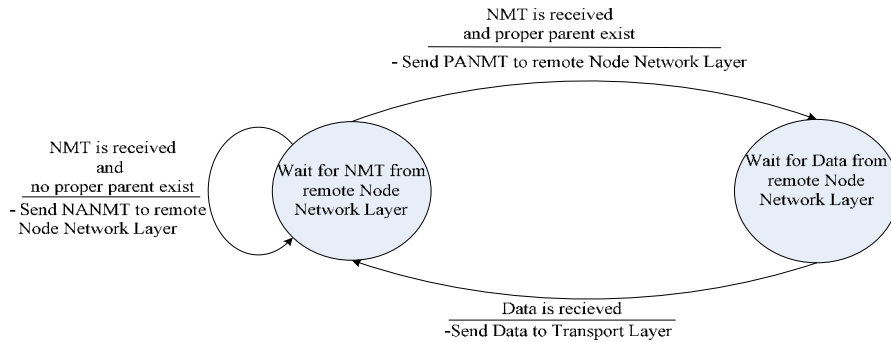 NMT is received
and proper parent exist
- Send PANMT to remote Node Network Layer
NMT is received
and
no proper parent exist
- Send NANMT to remote
Node Network Layer
Wait for NMT from
remote Node
Network Layer
Wait for Data from
remote Node
Network Layer
Data is recieved
-Send Data to Transport Layer